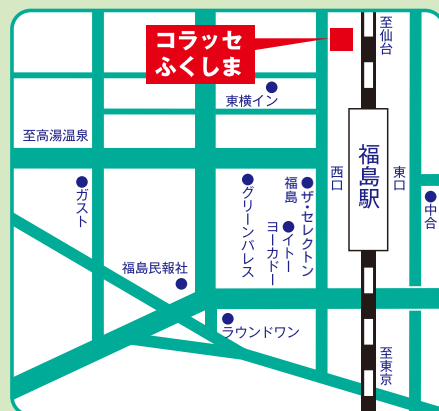 コラッセ
ふくしま
至仙台
東横イン
至高湯温泉
西口
福島駅
東口
ガスト
グリーンパレス
ザ・セレクトン
福島
イトー
ヨーカドー
中合
福島民報社
ラウンドワン
至東京